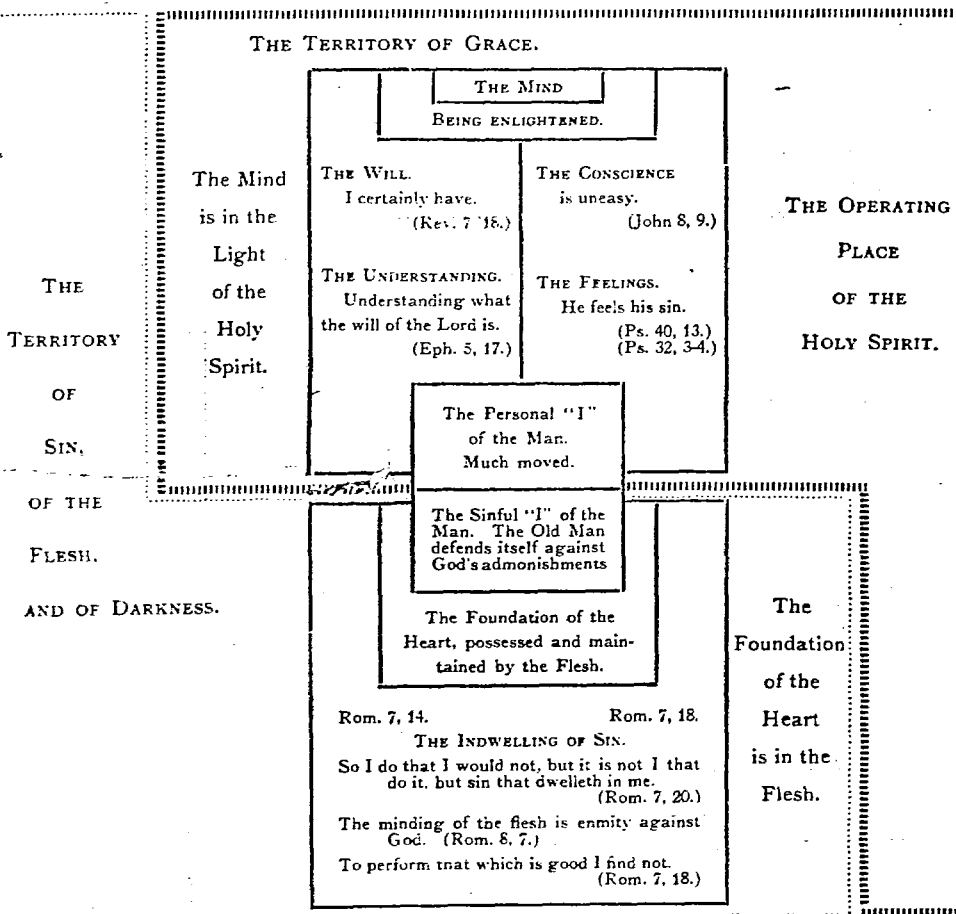 THE TERRITORY OF GRACE.
THE MIND
BEING ENLIGHTENED.
The Mind
is in the
Light
of the
Holy
Spirit.
THE WILL.
I certainly have.
(Rev. 7 18.)
THE UNDERSTANDING.
Understanding what
the will of the Lord is.
(Eph. 5, 17.)
THE CONSCIENCE
is uneasy.
(John 8, 9.)
THE FEELINGS.
He feels his sin.
(Ps. 40, 13.)
(Ps. 32, 3-4.)
THE OPERATING
PLACE
OF THE
HOLY SPIRIT.
THE
TERRITORY
OF
SIN,
OF THE
FLESH,
AND OF DARKNESS.
The Personal "I"
of the Man.
Much moved.
The Sinful "I" of the
Man. The Old Man
defends itself against
God's admonishments
The Foundation of the
Heart, possessed and main-
tained by the Flesh.
The
Foundation
of the
Heart
is in the
Flesh.
Rom. 7, 14. Rom. 7, 18.
THE INDWELLING OF SIN.
So I do that I would not, but it is not I that
do it, but sin that dwelleth in me.
(Rom. 7, 20.)
The minding of the flesh is enmity against
God. (Rom. 8, 7.)
To perform that which is good I find not.
(Rom. 7, 18.)